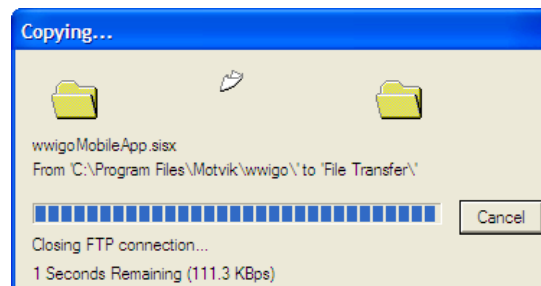 Copying...
wwigoMobileApp.sisx
From 'C:\Program Files\Motvik\wwigo\' to 'File Transfer\'
Cancel
Closing FTP connection...
1 Seconds Remaining (111.3 KBps)